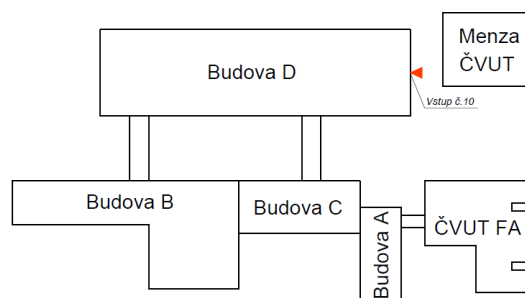 Menza
ČVUT
Budova D
Vstup č.10
Budova B
Budova C
Budova A
ČVUT FA